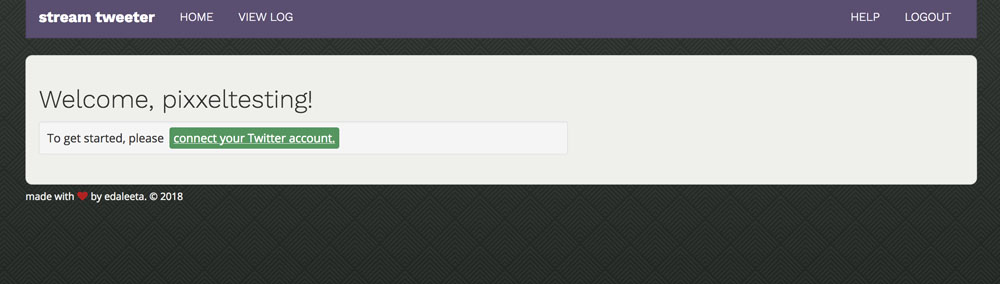 stream tweeter HOME VIEW LOG HELP LOGOUT
Welcome, pixxeltesting!
To get started, please connect your Twitter account.
made with ❤ by edaleeta. © 2018